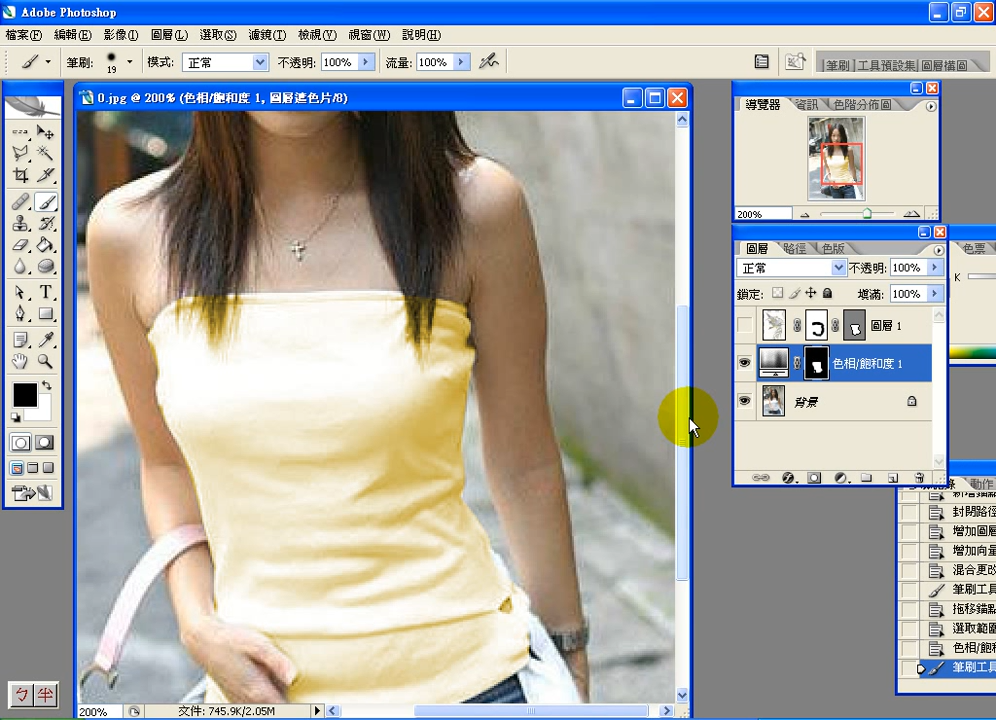 Adobe Photoshop
檔案(F) 編輯(E) 影像(I) 圖層(L) 選取(S) 濾鏡(T) 檢視(V) 視窗(W) 說明(H)
筆刷: 19 模式: 正常 不透明: 100% 流量: 100%
筆刷 工具預設集 圖層構圖
0.jpg @ 200% (色相/飽和度 1, 圖層遮色片/8)
導覽器 資訊 色階分佈圖
200%
圖層 路徑 色版 色票
正常 不透明: 100%
K
鎖定: 填滿: 100%
圖層 1
色相/飽和度 1
背景
動作
封閉路徑
增加圖層
增加向量
混合更改
筆刷工具
拖移錨點
選取範圍
色相/飽和
筆刷工具
ㄅ 半
200% 文件: 745.9K/2.05M